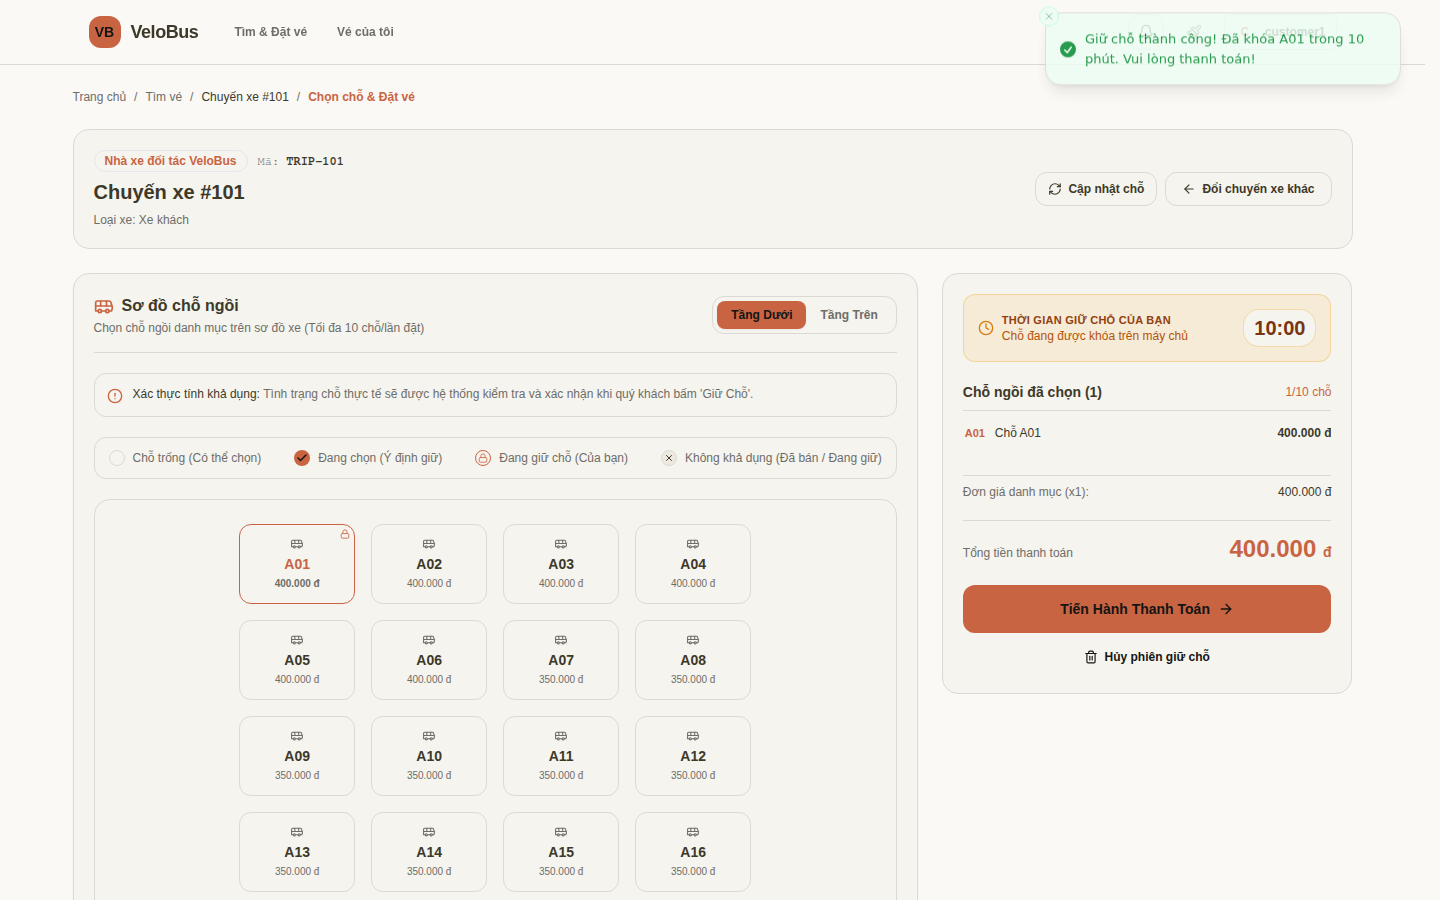 VB VeloBus Tìm & Đặt vé Vé của tôi
customer1
Giữ chỗ thành công! Đã khóa A01 trong 10
phút. Vui lòng thanh toán!
Trang chủ / Tìm vé / Chuyến xe #101 / Chọn chỗ & Đặt vé
Nhà xe đối tác VeloBus Mã: TRIP-101
Chuyến xe #101
Loại xe: Xe khách
Cập nhật chỗ
Đổi chuyến xe khác
Sơ đồ chỗ ngồi
Chọn chỗ ngồi danh mục trên sơ đồ xe (Tối đa 10 chỗ/lần đặt)
Tầng Dưới Tầng Trên
Xác thực tính khả dụng: Tình trạng chỗ thực tế sẽ được hệ thống kiểm tra và xác nhận khi quý khách bấm 'Giữ Chỗ'.
Chỗ trống (Có thể chọn) Đang chọn (Ý định giữ) Đang giữ chỗ (Của bạn) Không khả dụng (Đã bán / Đang giữ)
A01 A02 A03 A04
400.000 đ 400.000 đ 400.000 đ 400.000 đ
A05 A06 A07 A08
400.000 đ 400.000 đ 350.000 đ 350.000 đ
A09 A10 A11 A12
350.000 đ 350.000 đ 350.000 đ 350.000 đ
A13 A14 A15 A16
350.000 đ 350.000 đ 350.000 đ 350.000 đ
THỜI GIAN GIỮ CHỖ CỦA BẠN
Chỗ đang được khóa trên máy chủ
10:00
Chỗ ngồi đã chọn (1) 1/10 chỗ
A01 Chỗ A01 400.000 đ
Đơn giá danh mục (x1): 400.000 đ
Tổng tiền thanh toán 400.000 đ
Tiến Hành Thanh Toán
Hủy phiên giữ chỗ